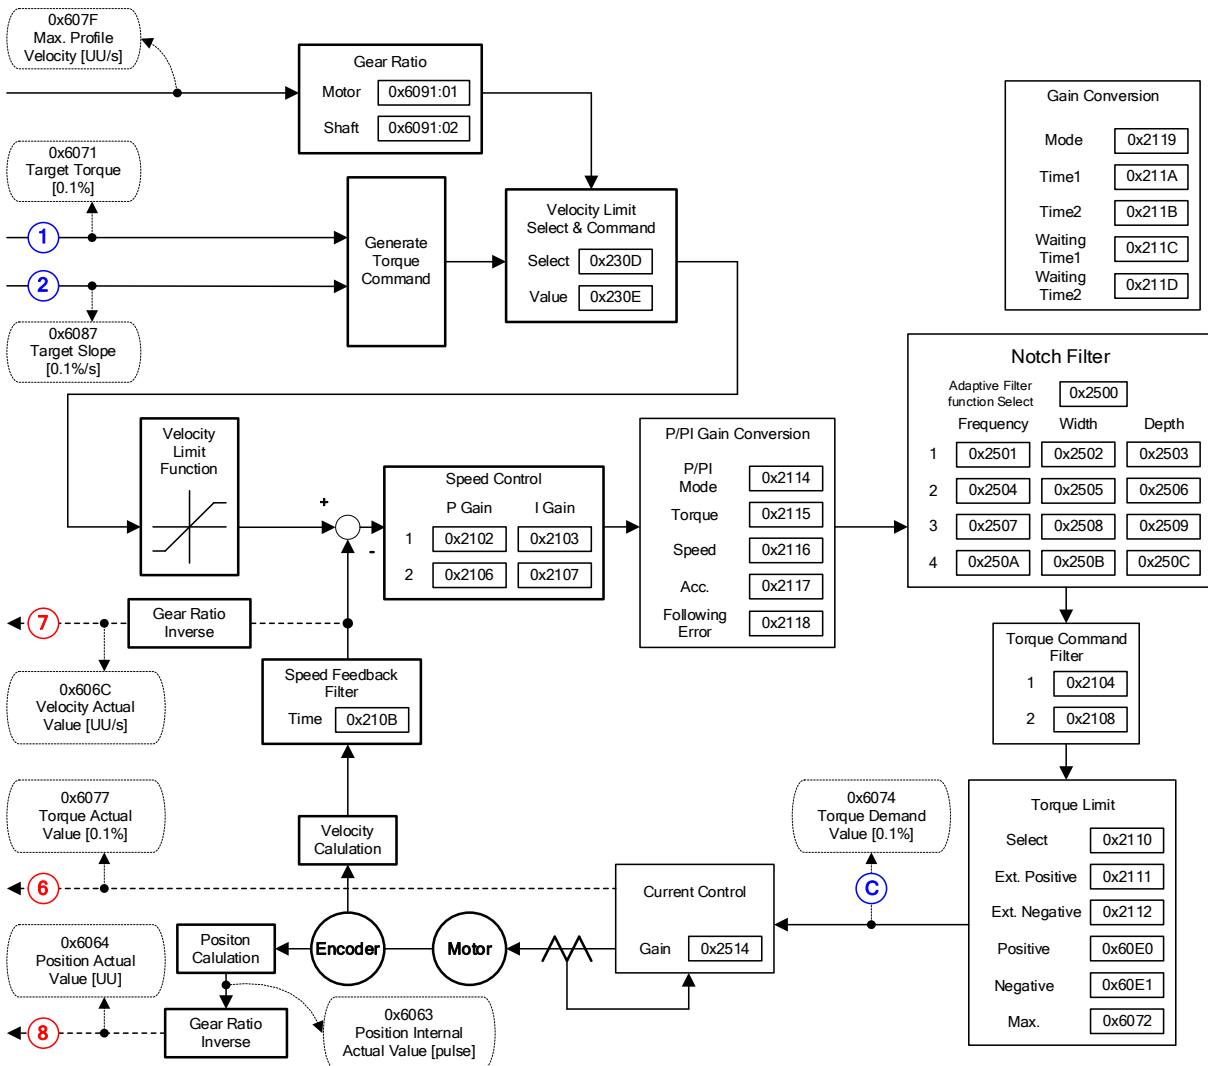 0x607F
Max. Profile
Velocity [UU/s]
Gear Ratio
Motor 0x6091:01
Shaft 0x6091:02
Gain Conversion
Mode 0x2119
Time1 0x211A
Time2 0x211B
Waiting
Time1 0x211C
Waiting
Time2 0x211D
0x6071
Target Torque
[0.1%]
1
2
0x6087
Target Slope
[0.1%/s]
Generate
Torque
Command
Velocity Limit
Select & Command
Select 0x230D
Value 0x230E
Notch Filter
Adaptive Filter
function Select 0x2500
Frequency Width Depth
1 0x2501 0x2502 0x2503
2 0x2504 0x2505 0x2506
3 0x2507 0x2508 0x2509
4 0x250A 0x250B 0x250C
Velocity
Limit
Function
+
-
Speed Control
P Gain I Gain
1 0x2102 0x2103
2 0x2106 0x2107
P/PI Gain Conversion
P/PI
Mode 0x2114
Torque 0x2115
Speed 0x2116
Acc. 0x2117
Following
Error 0x2118
7
Gear Ratio
Inverse
0x606C
Velocity Actual
Value [UU/s]
Speed Feedback
Filter
Time 0x210B
Torque Command
Filter
1 0x2104
2 0x2108
0x6077
Torque Actual
Value [0.1%]
Velocity
Calulation
0x6074
Torque Demand
Value [0.1%]
Torque Limit
Select 0x2110
Ext. Positive 0x2111
Ext. Negative 0x2112
Positive 0x60E0
Negative 0x60E1
Max. 0x6072
6
C
Current Control
Gain 0x2514
Motor
Encoder
Positon
Calulation
0x6064
Position Actual
Value [UU]
8
Gear Ratio
Inverse
0x6063
Position Internal
Actual Value [pulse]